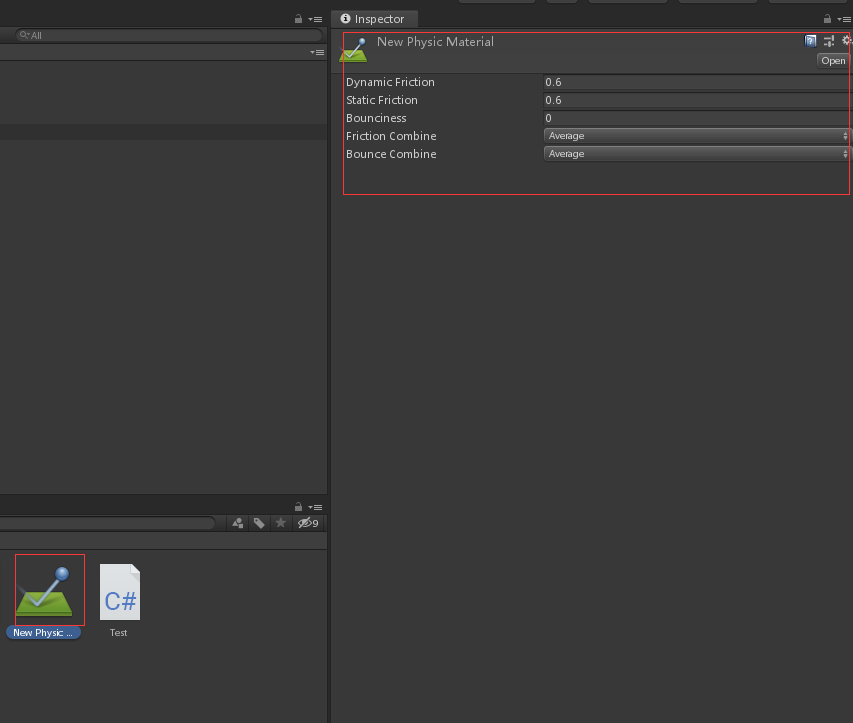 Inspector
All
New Physic Material
Open
Dynamic Friction 0.6
Static Friction 0.6
Bounciness 0
Friction Combine Average
Bounce Combine Average
9
C#
New Physic ...
Test